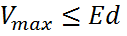 V_max ≤ Ed